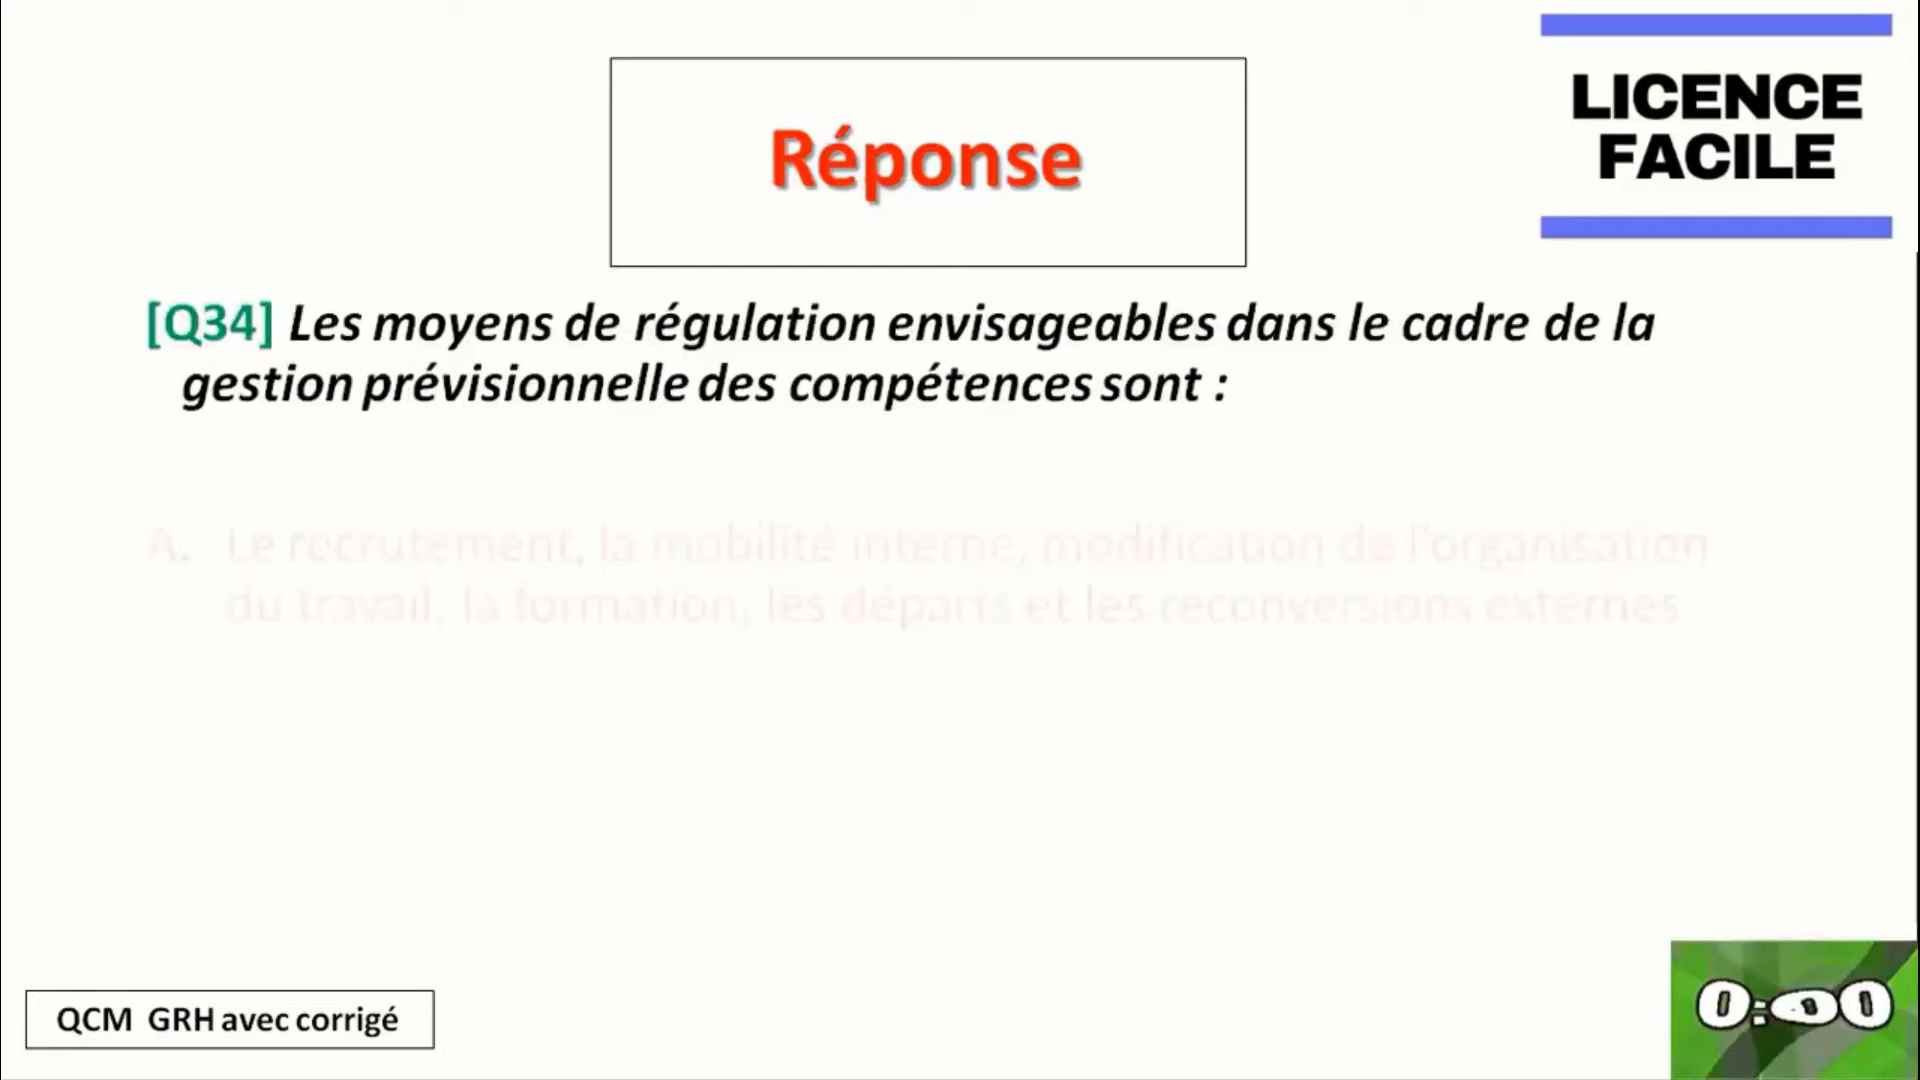 LICENCE
FACILE
Réponse
[Q34] Les moyens de régulation envisageables dans le cadre de la
gestion prévisionnelle des compétences sont :
A. Le recrutement, la mobilité interne, modification de l'organisation
du travail, la formation, les départs et les reconversions externes
QCM GRH avec corrigé